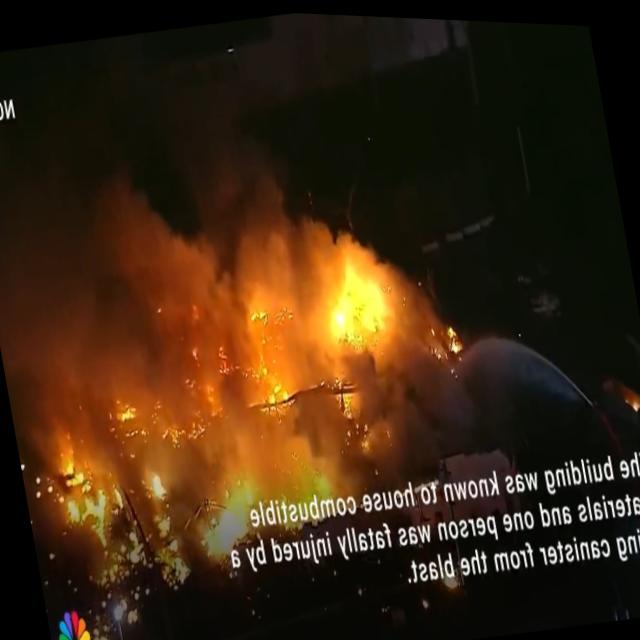 NO
he building was known to house combustible
aterials and one person was fatally injured by a
ing canister from the blast.